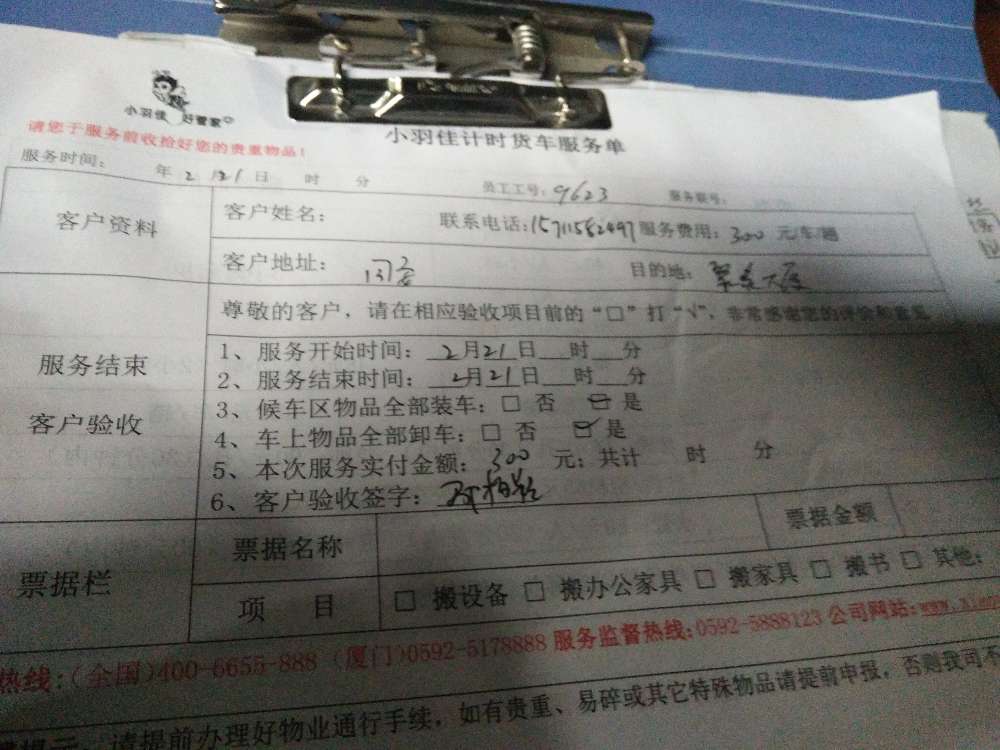 小羽佳 好管家
小羽佳计时货车服务单
请您于服务前收拾好您的贵重物品!
服务时间: 年 2 月 21 日 时 分 员工工号: 9623 服务联号:
客户资料 客户姓名: 联系电话: 15711582497 服务费用: 300 元/车/趟
客户地址: 目的地:
尊敬的客户,请在相应验收项目前的“□”打“√”,非常感谢您的评价和意见
服务结束
客户验收
1、服务开始时间: 2月21日 时 分
2、服务结束时间: 2月21日 时 分
3、候车区物品全部装车:□ 否 ☑ 是
4、车上物品全部卸车:□ 否 ☑ 是
5、本次服务实付金额: 300 元;共计 时 分
6、客户验收签字:
票据栏 票据名称 票据金额
项 目 □ 搬设备 □ 搬办公家具 □ 搬家具 □ 搬书 □ 其他:
热线:(全国)400-6655-888 (厦门)0592-5178888 服务监督热线:0592-5888123 公司网站:www.xia
请提前办理好物业通行手续,如有贵重、易碎或其它特殊物品请提前申报,否则我司不